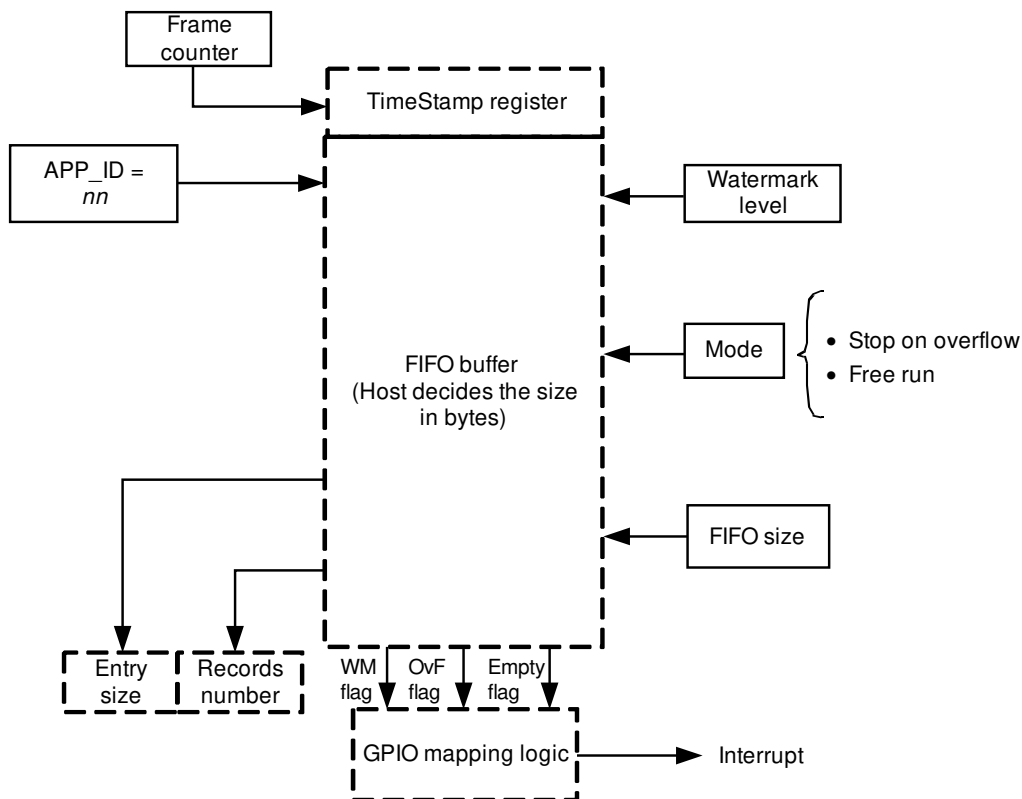 Frame
counter
TimeStamp register
APP_ID =
nn
Watermark
level
Mode
• Stop on overflow
• Free run
FIFO buffer
(Host decides the size
in bytes)
FIFO size
Entry
size
Records
number
WM
flag
OvF
flag
Empty
flag
GPIO mapping logic
Interrupt